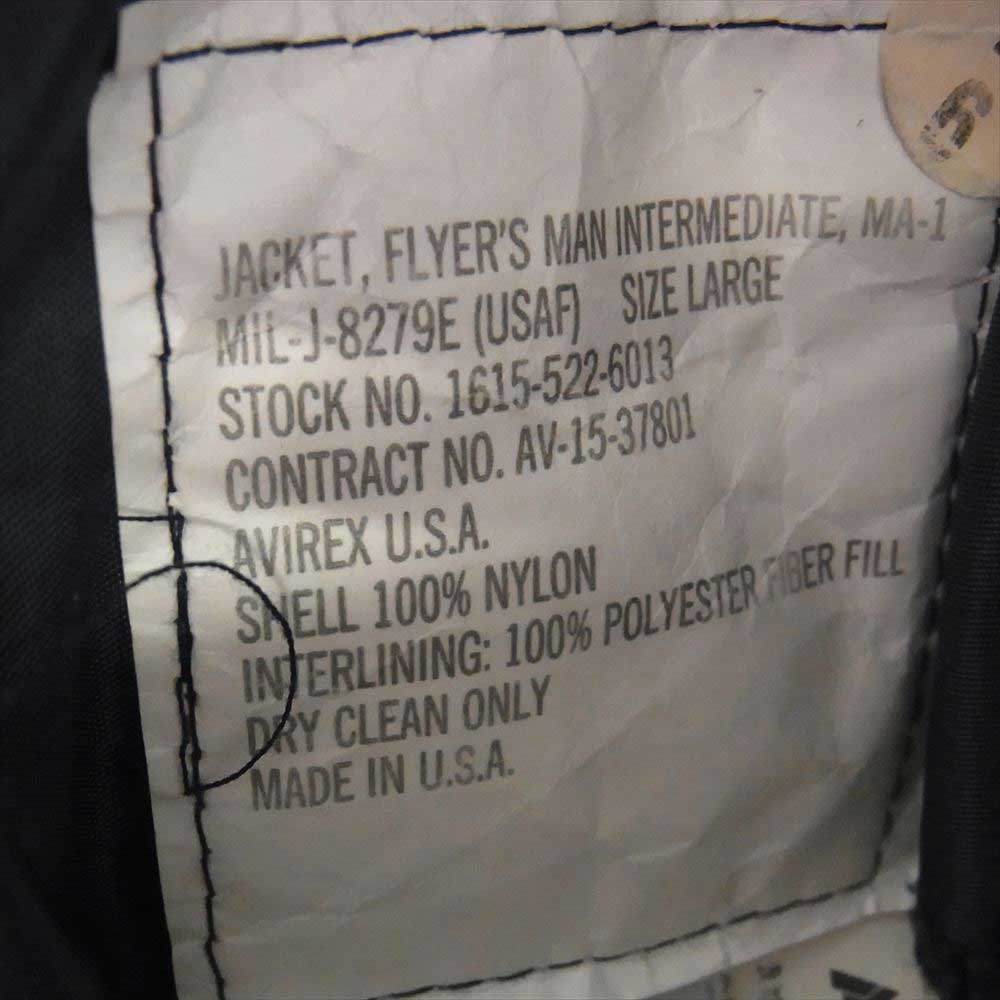 JACKET, FLYER'S MAN INTERMEDIATE, MA-1
MIL-J-8279E (USAF) SIZE LARGE
STOCK NO. 1615-522-6013
CONTRACT NO. AV-15-37801
AVIREX U.S.A.
SHELL 100% NYLON
INTERLINING: 100% POLYESTER FIBER FILL
DRY CLEAN ONLY
MADE IN U.S.A.